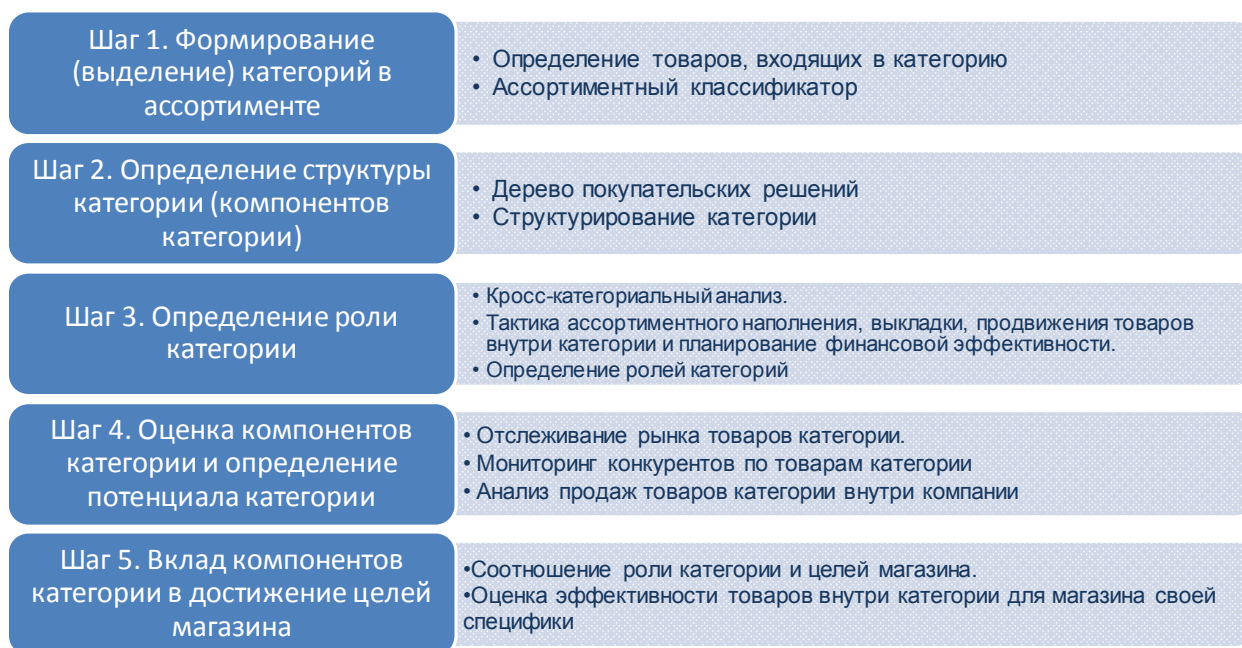 Шаг 1. Формирование
(выделение) категорий в
ассортименте
• Определение товаров, входящих в категорию
• Ассортиментный классификатор
Шаг 2. Определение структуры
категории (компонентов
категории)
• Дерево покупательских решений
• Структурирование категории
Шаг 3. Определение роли
категории
• Кросс-категориальный анализ.
• Тактика ассортиментного наполнения, выкладки, продвижения товаров
внутри категории и планирование финансовой эффективности.
• Определение ролей категорий
Шаг 4. Оценка компонентов
категории и определение
потенциала категории
• Отслеживание рынка товаров категории.
• Мониторинг конкурентов по товарам категории
• Анализ продаж товаров категории внутри компании
Шаг 5. Вклад компонентов
категории в достижение целей
магазина
•Соотношение роли категории и целей магазина.
•Оценка эффективности товаров внутри категории для магазина своей
специфики